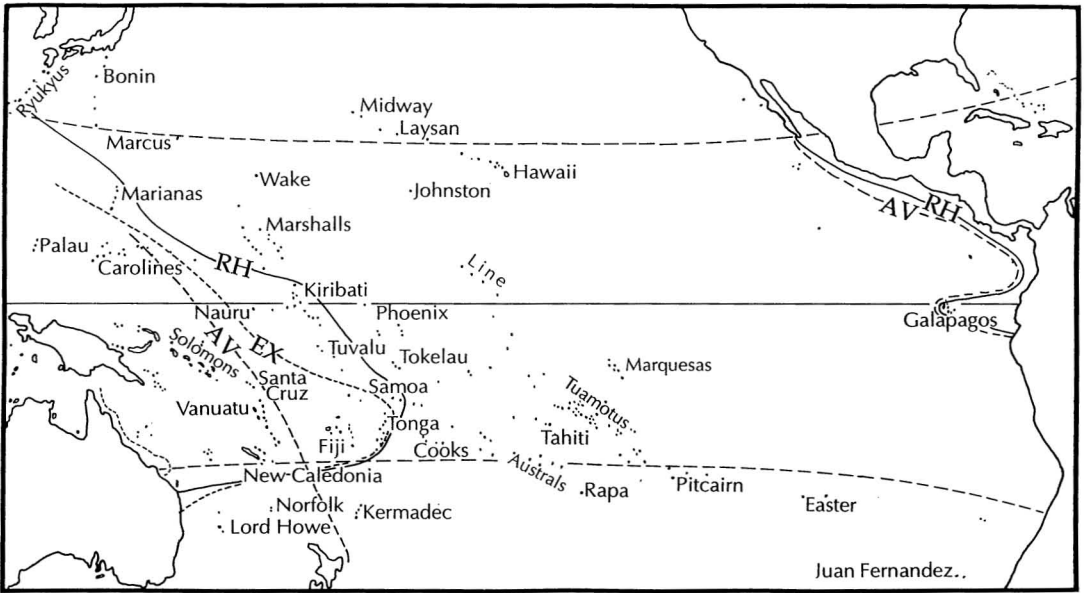 Ryukyus
Bonin
Midway
Laysan
Marcus
Hawaii
Wake
Johnston
Marianas
AV
RH
Marshalls
Palau
Carolines
RH
Line
Kiribati
Nauru
Phoenix
Galapagos
Solomons
AV
EX
Tuvalu
Tokelau
Marquesas
Santa
Cruz
Samoa
Vanuatu
Tuamotus
Tonga
Fiji
Tahiti
Cooks
New Caledonia
Australs
Rapa
Pitcairn
Easter
Norfolk
Kermadec
Lord Howe
Juan Fernandez